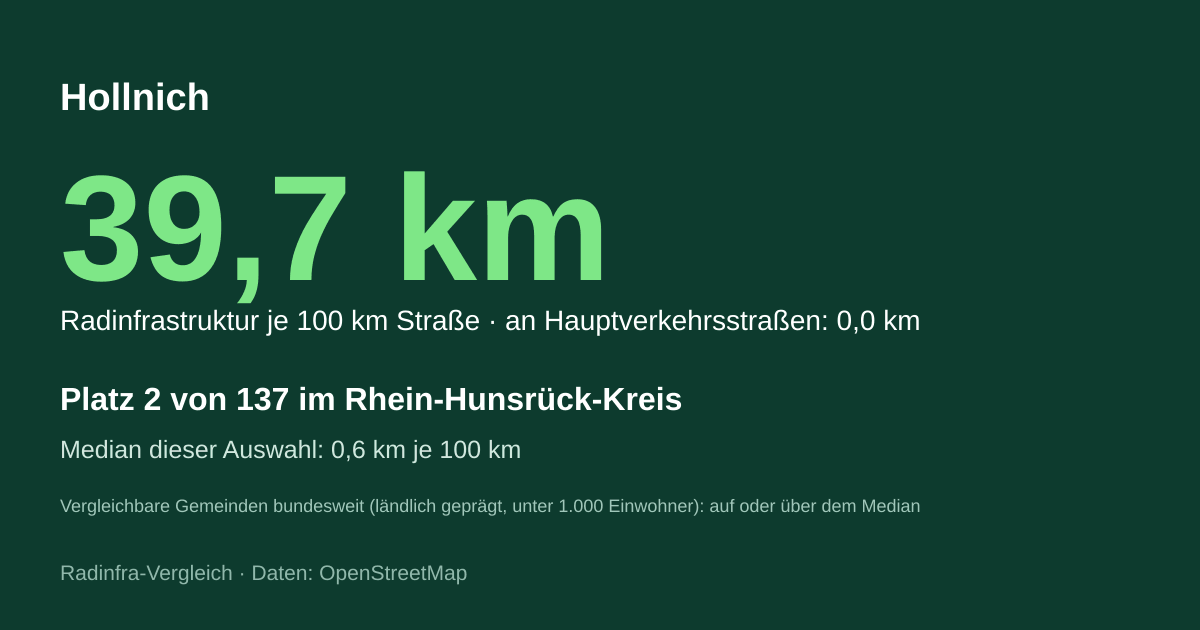 Hollnich
39,7 km
Radinfrastruktur je 100 km Straße · an Hauptverkehrsstraßen: 0,0 km
Platz 2 von 137 im Rhein-Hunsrück-Kreis
Median dieser Auswahl: 0,6 km je 100 km
Vergleichbare Gemeinden bundesweit (ländlich geprägt, unter 1.000 Einwohner): auf oder über dem Median
Radinfra-Vergleich · Daten: OpenStreetMap